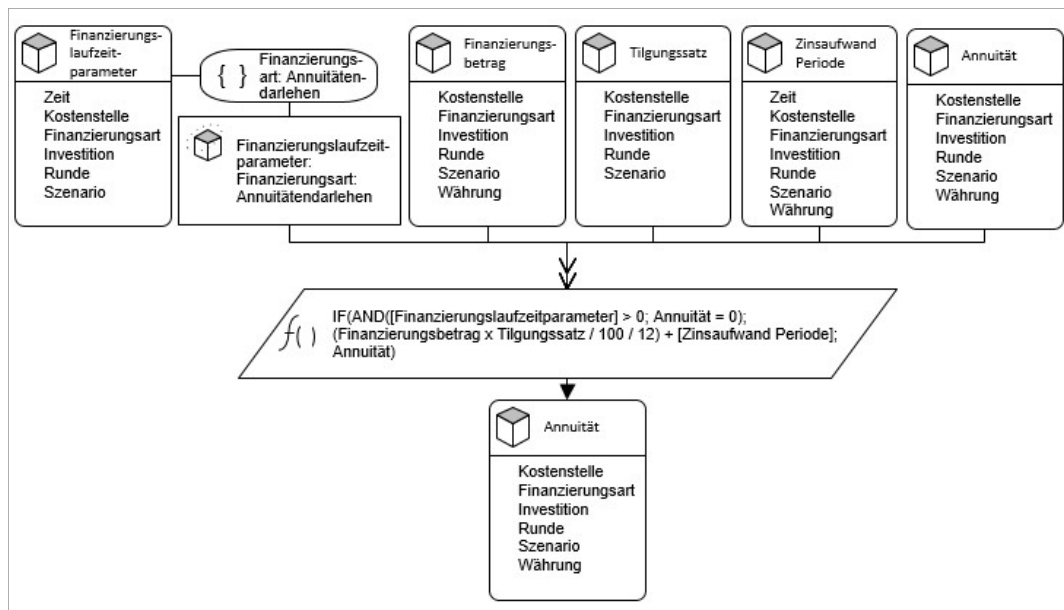 Finanzierungs-
laufzeit-
parameter
Zeit
Kostenstelle
Finanzierungsart
Investition
Runde
Szenario
{ } Finanzierungs-
art: Annuitäten-
darlehen
Finanzierungslaufzeit-
parameter:
Finanzierungsart:
Annuitätendarlehen
Finanzierungs-
betrag
Kostenstelle
Finanzierungsart
Investition
Runde
Szenario
Währung
Tilgungssatz
Kostenstelle
Finanzierungsart
Investition
Runde
Szenario
Zinsaufwand
Periode
Zeit
Kostenstelle
Finanzierungsart
Investition
Runde
Szenario
Währung
Annuität
Kostenstelle
Finanzierungsart
Investition
Runde
Szenario
Währung
f( )
IF(AND([Finanzierungslaufzeitparameter] > 0; Annuität = 0);
(Finanzierungsbetrag x Tilgungssatz / 100 / 12) + [Zinsaufwand Periode];
Annuität)
Annuität
Kostenstelle
Finanzierungsart
Investition
Runde
Szenario
Währung